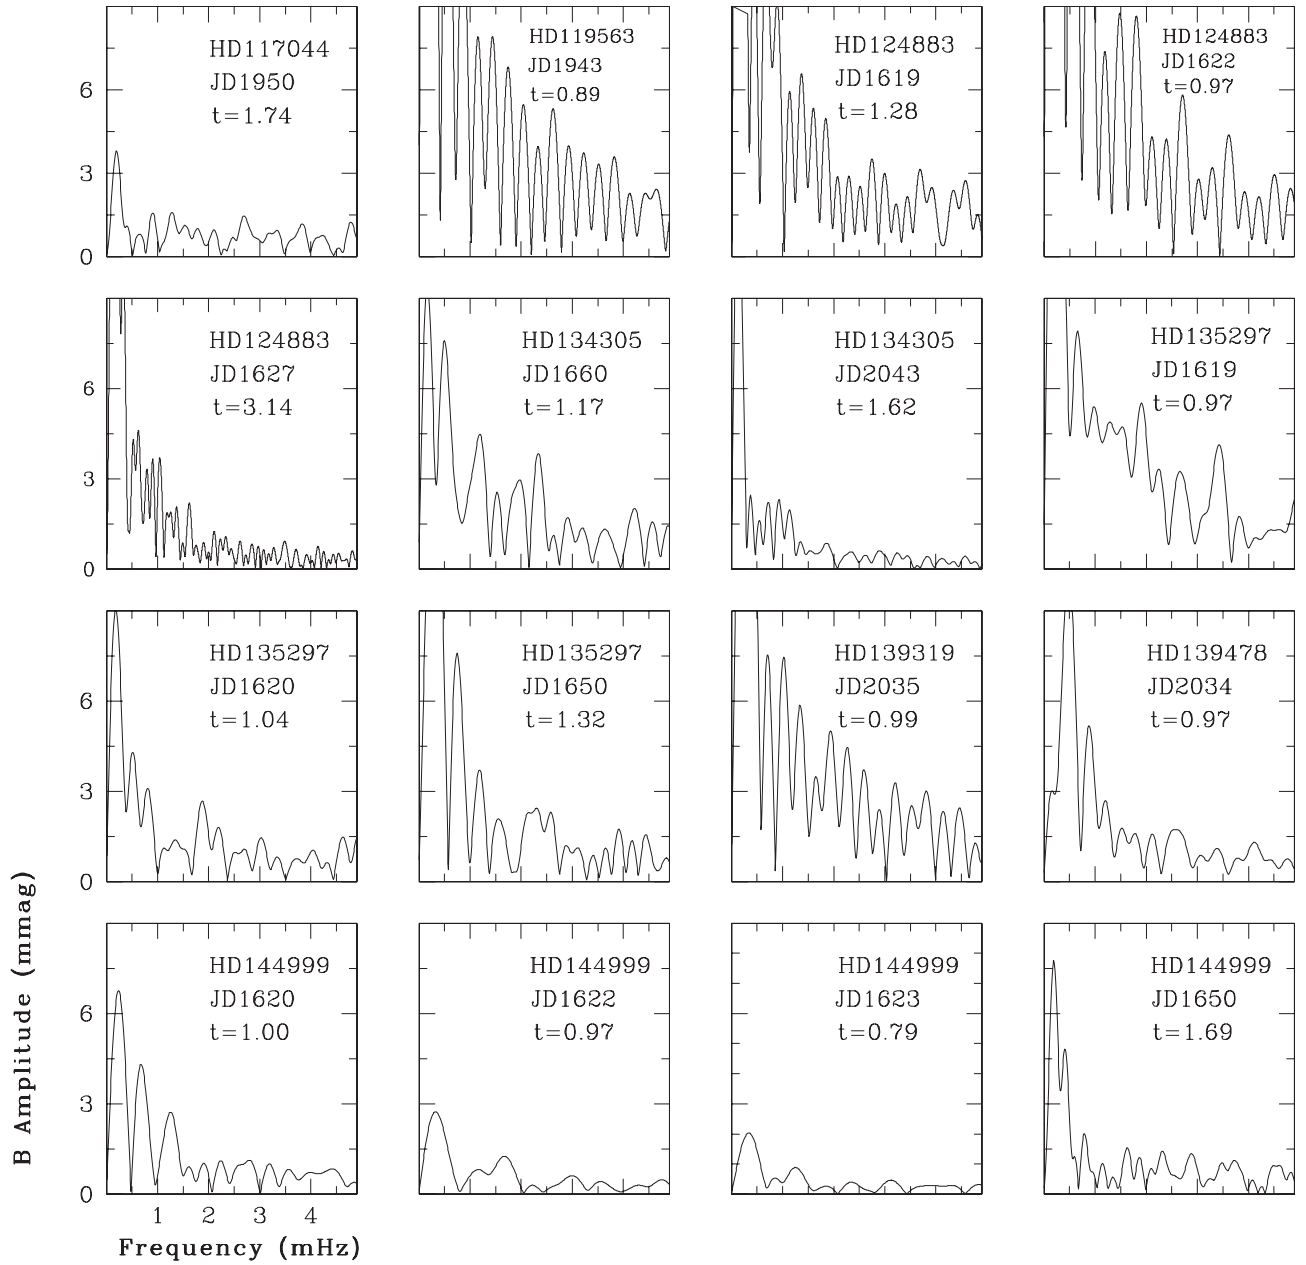 HD117044
JD1950
t=1.74
HD119563
JD1943
t=0.89
HD124883
JD1619
t=1.28
HD124883
JD1622
t=0.97
6
3
0
HD124883
JD1627
t=3.14
HD134305
JD1660
t=1.17
HD134305
JD2043
t=1.62
HD135297
JD1619
t=0.97
6
3
0
HD135297
JD1620
t=1.04
HD135297
JD1650
t=1.32
HD139319
JD2035
t=0.99
HD139478
JD2034
t=0.97
6
3
0
HD144999
JD1620
t=1.00
HD144999
JD1622
t=0.97
HD144999
JD1623
t=0.79
HD144999
JD1650
t=1.69
6
3
0
1 2 3 4
Frequency (mHz)
B Amplitude (mmag)